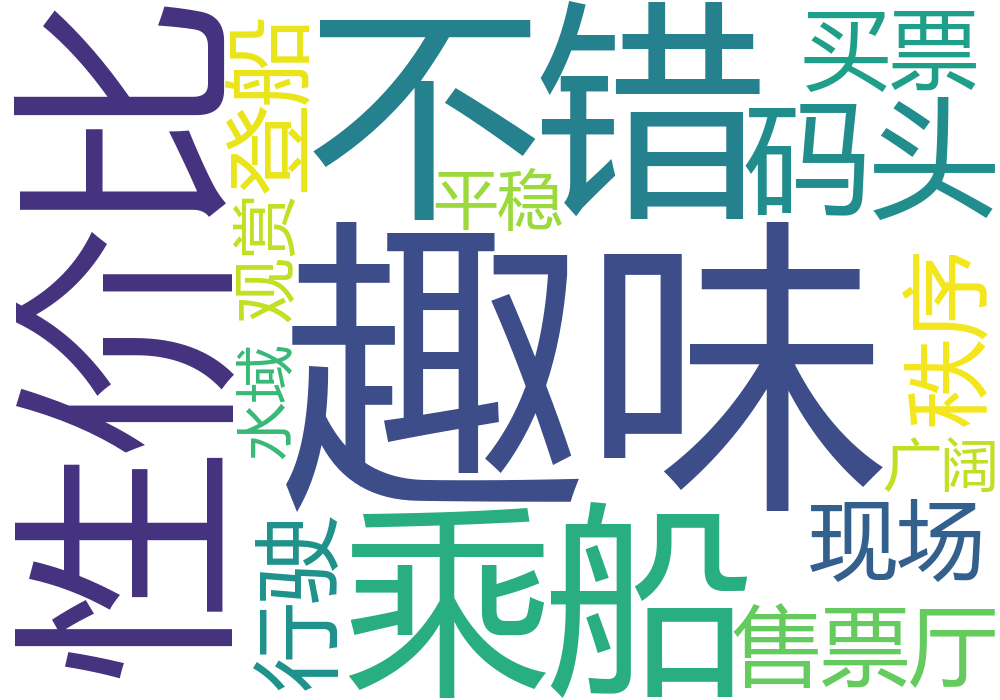 性价比
登船
不错
买票
码头
平稳
观赏
趣味
水域
秩序
广阔
行驶
乘船
现场
售票厅